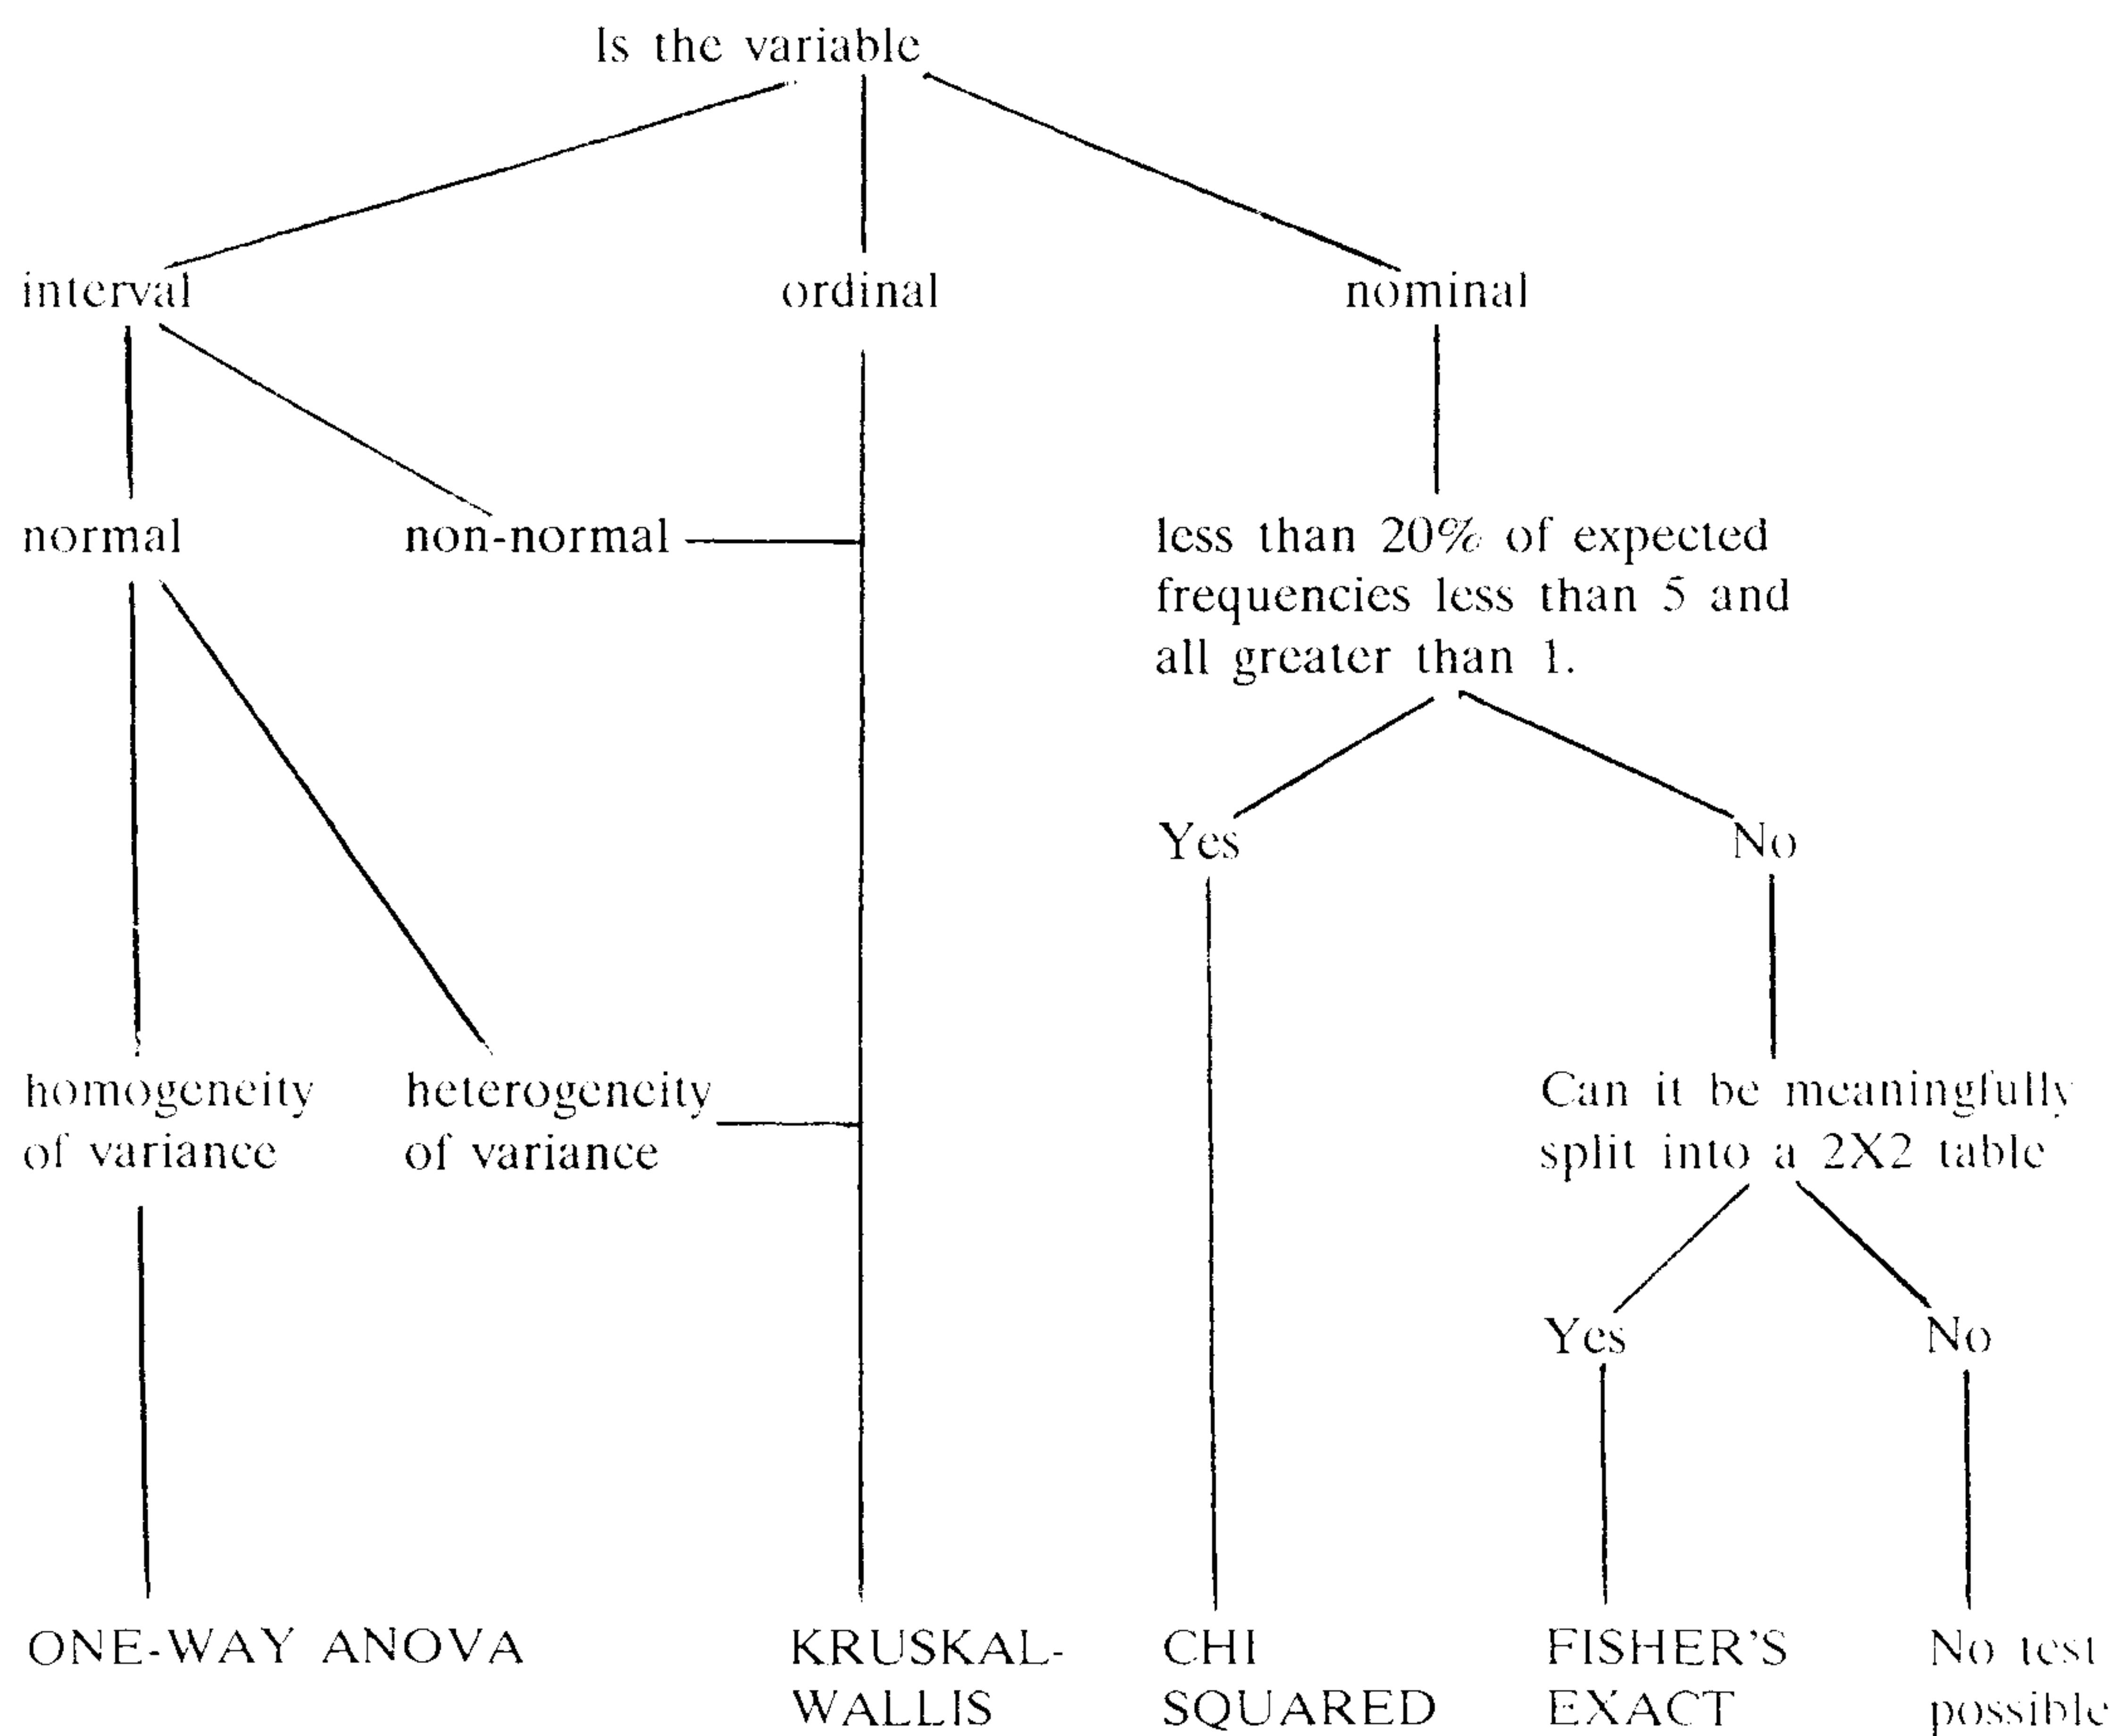 Is the variable
interval
ordinal
nominal
normal
non-normal
less than 20% of expected
frequencies less than 5 and
all greater than 1.
Yes
No
homogeneity
of variance
heterogeneity
of variance
Can it be meaningfully
split into a 2X2 table
Yes
No
ONE-WAY ANOVA
KRUSKAL-
WALLIS
CHI
SQUARED
FISHER'S
EXACT
No test
possible